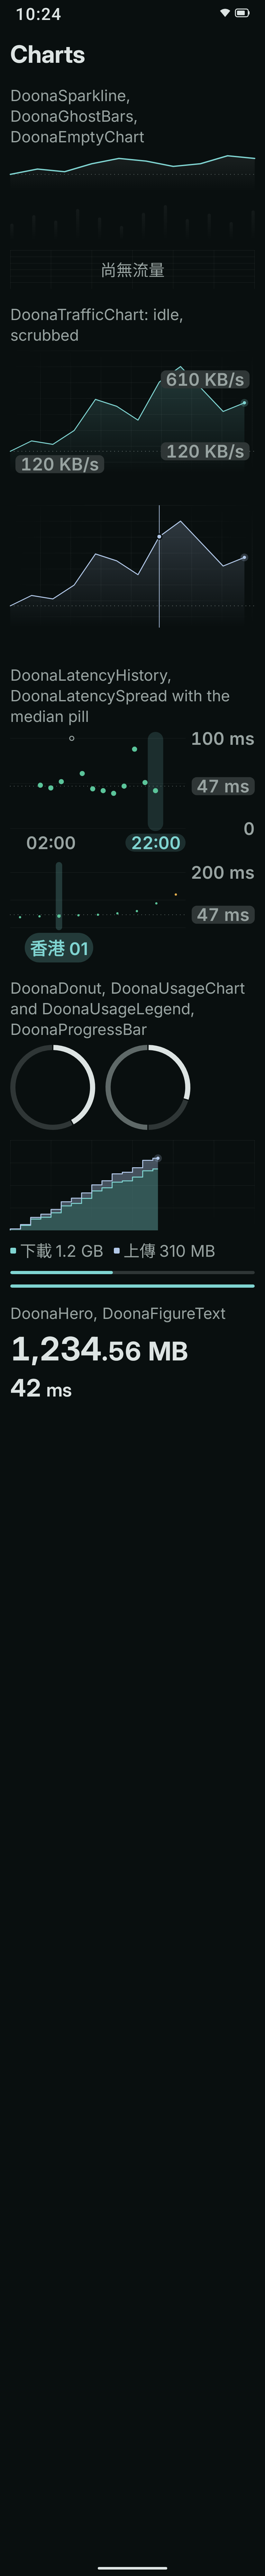 10:24
Charts
DoonaSparkline,
DoonaGhostBars,
DoonaEmptyChart
尚無流量
DoonaTrafficChart: idle,
scrubbed
610 KB/s
120 KB/s
120 KB/s
DoonaLatencyHistory,
DoonaLatencySpread with the
median pill
100 ms
47 ms
0
02:00
22:00
200 ms
47 ms
香港 01
DoonaDonut, DoonaUsageChart
and DoonaUsageLegend,
DoonaProgressBar
下載 1.2 GB 上傳 310 MB
DoonaHero, DoonaFigureText
1,234.56 MB
42 ms